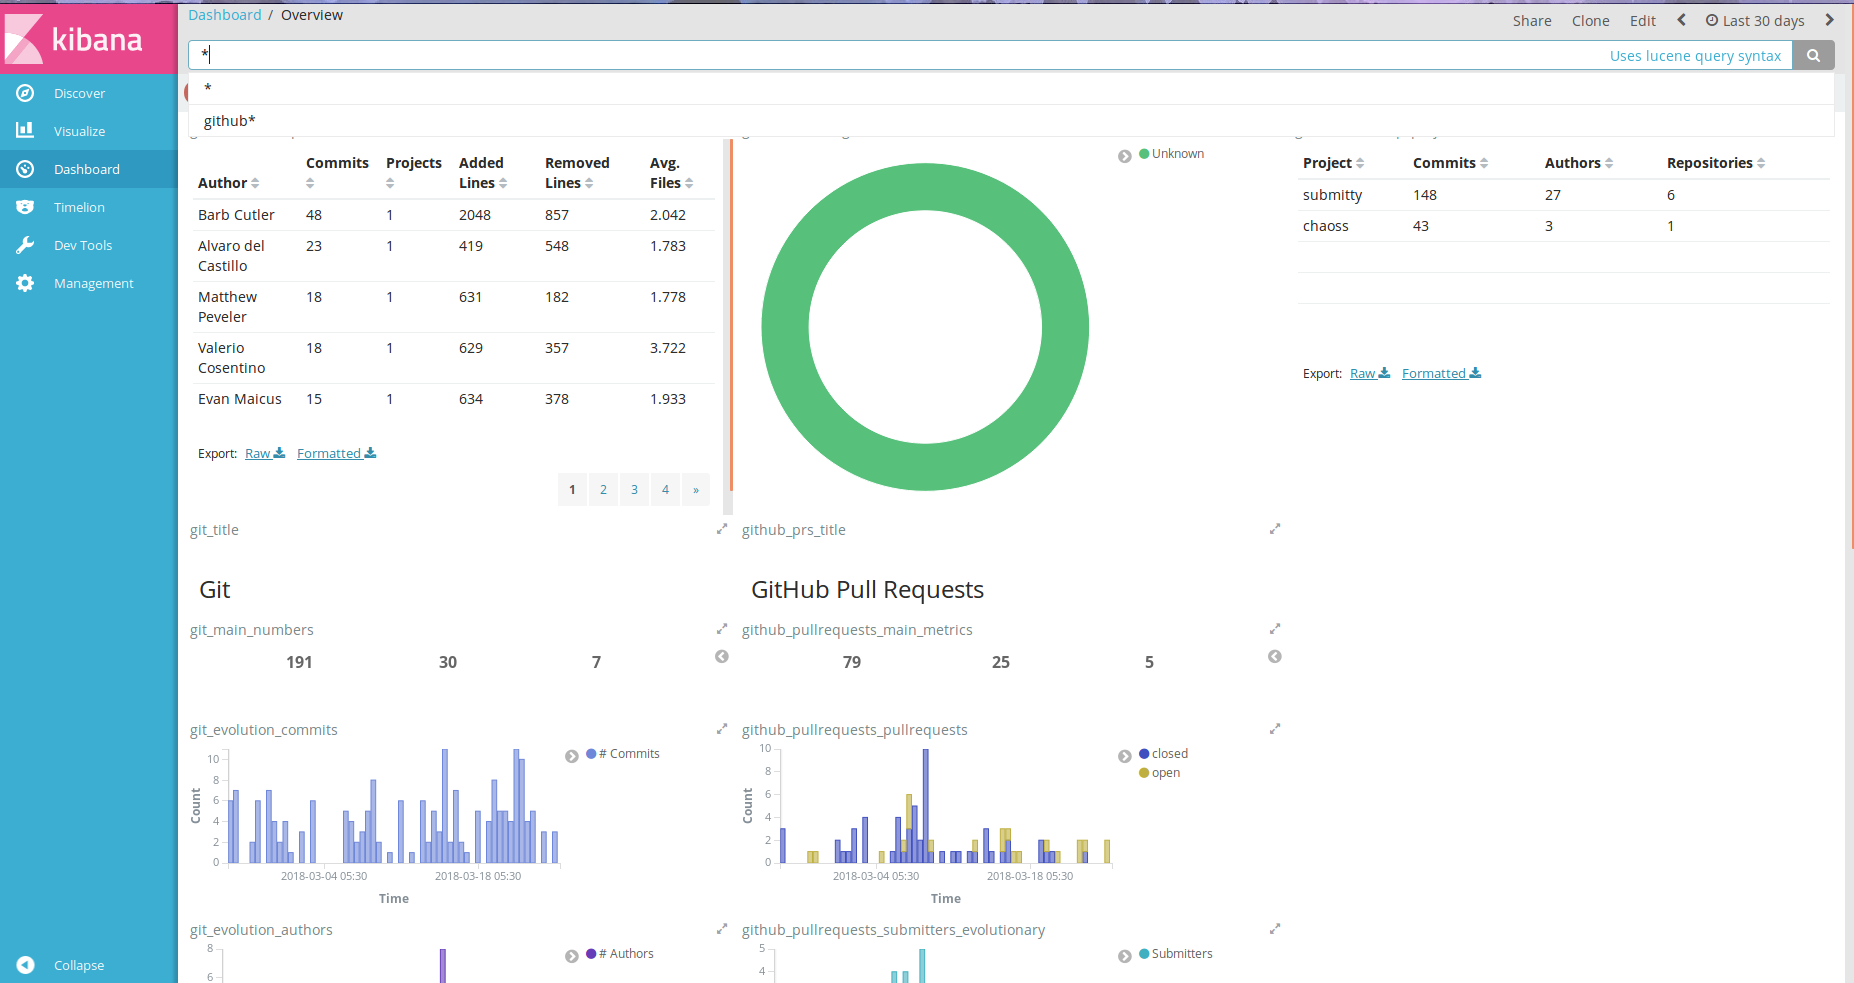 Dashboard / Overview
Share Clone Edit Last 30 days
kibana
*
Uses lucene query syntax
*
github*
Discover
Visualize
Dashboard
Timelion
Dev Tools
Management
Collapse
Author Commits Projects Added Lines Removed Lines Avg. Files
Barb Cutler 48 1 2048 857 2.042
Alvaro del Castillo 23 1 419 548 1.783
Matthew Peveler 18 1 631 182 1.778
Valerio Cosentino 18 1 629 357 3.722
Evan Maicus 15 1 634 378 1.933
Export: Raw Formatted
1 2 3 4 »
Unknown
Project Commits Authors Repositories
submitty 148 27 6
chaoss 43 3 1
Export: Raw Formatted
git_title
Git
git_main_numbers
191 30 7
git_evolution_commits
# Commits
10
8
6
4
2
0
Count
2018-03-04 05:30 2018-03-18 05:30
Time
git_evolution_authors
# Authors
8
6
github_prs_title
GitHub Pull Requests
github_pullrequests_main_metrics
79 25 5
github_pullrequests_pullrequests
closed
open
10
8
6
4
2
0
Count
2018-03-04 05:30 2018-03-18 05:30
Time
github_pullrequests_submitters_evolutionary
Submitters
5
4